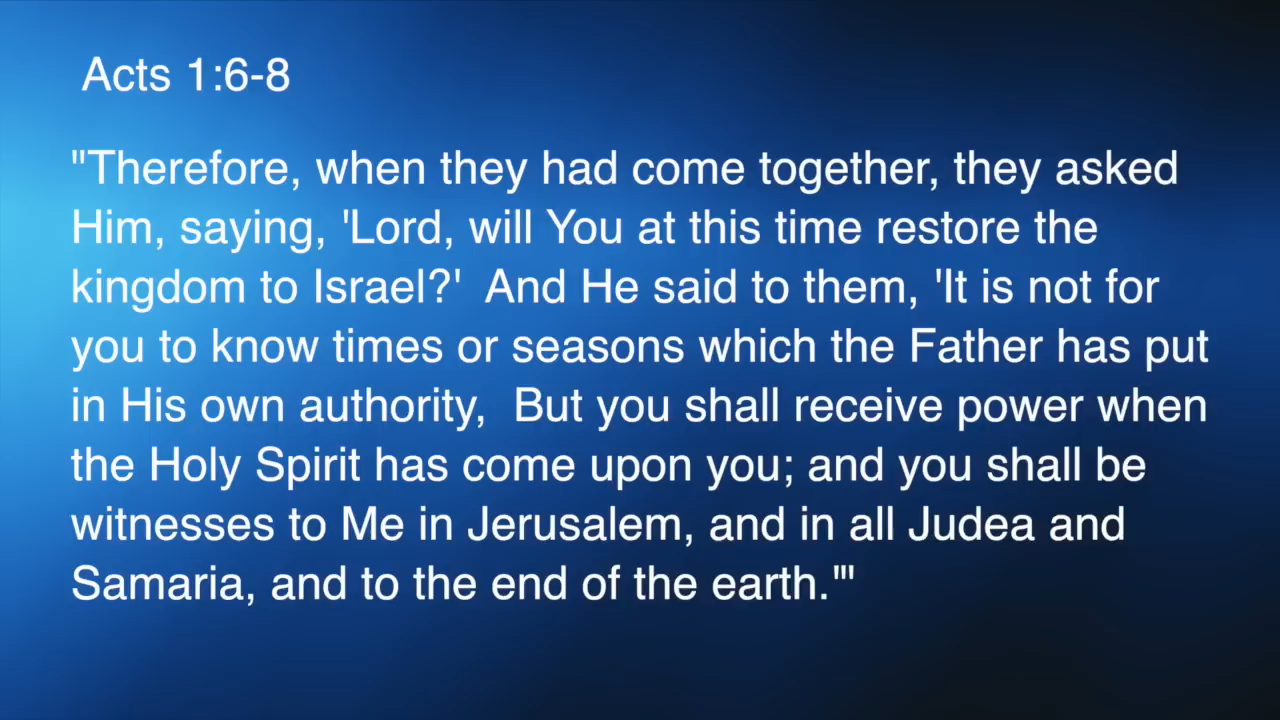 Acts 1:6-8
"Therefore, when they had come together, they asked
Him, saying, 'Lord, will You at this time restore the
kingdom to Israel?'  And He said to them, 'It is not for
you to know times or seasons which the Father has put
in His own authority,  But you shall receive power when
the Holy Spirit has come upon you; and you shall be
witnesses to Me in Jerusalem, and in all Judea and
Samaria, and to the end of the earth.'"